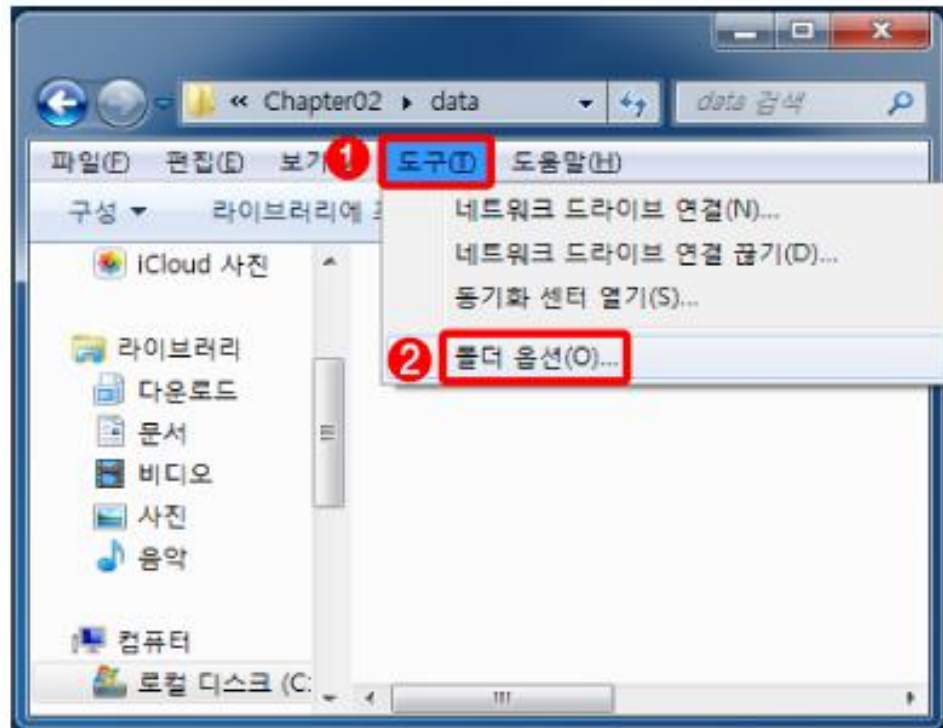 « Chapter02 ▸ data
data 검색
파일(F) 편집(E) 보기 ❶ 도구(T) 도움말(H)
구성 ▼ 라이브러리에
네트워크 드라이브 연결(N)...
네트워크 드라이브 연결 끊기(D)...
동기화 센터 열기(S)...
❷ 폴더 옵션(O)...
iCloud 사진
라이브러리
다운로드
문서
비디오
사진
음악
컴퓨터
로컬 디스크 (C: